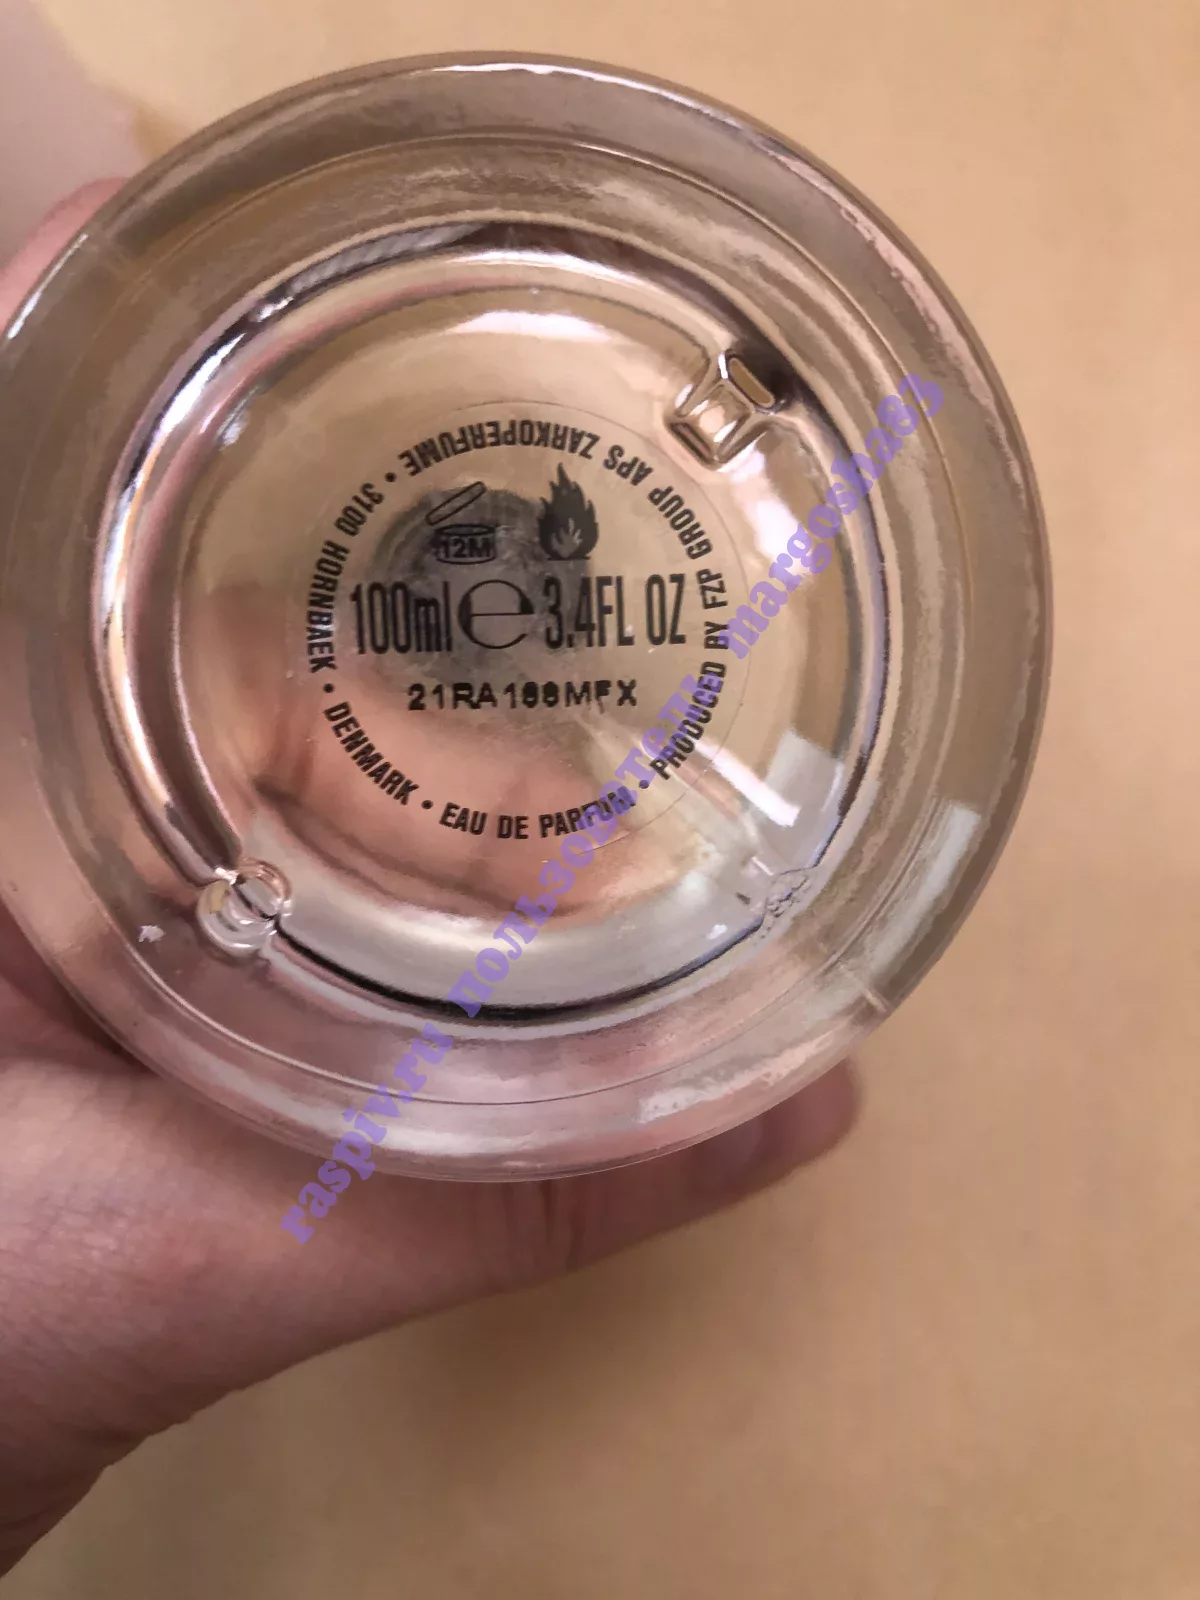 PRODUCED BY FZP GROUP APS ZARKOPERFUME • 3100 HORNBAEK • DENMARK • EAU DE PARFUM •
12M
100ml e 3.4FL OZ
raspiv.ru пользователь margosha83